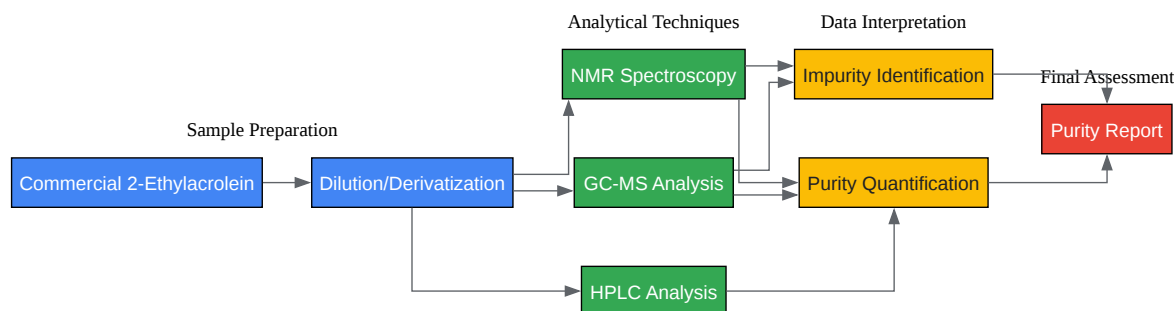 Analytical Techniques
Data Interpretation
NMR Spectroscopy
Impurity Identification
Final Assessment
Sample Preparation
Purity Report
Commercial 2-Ethylacrolein
Dilution/Derivatization
GC-MS Analysis
Purity Quantification
HPLC Analysis